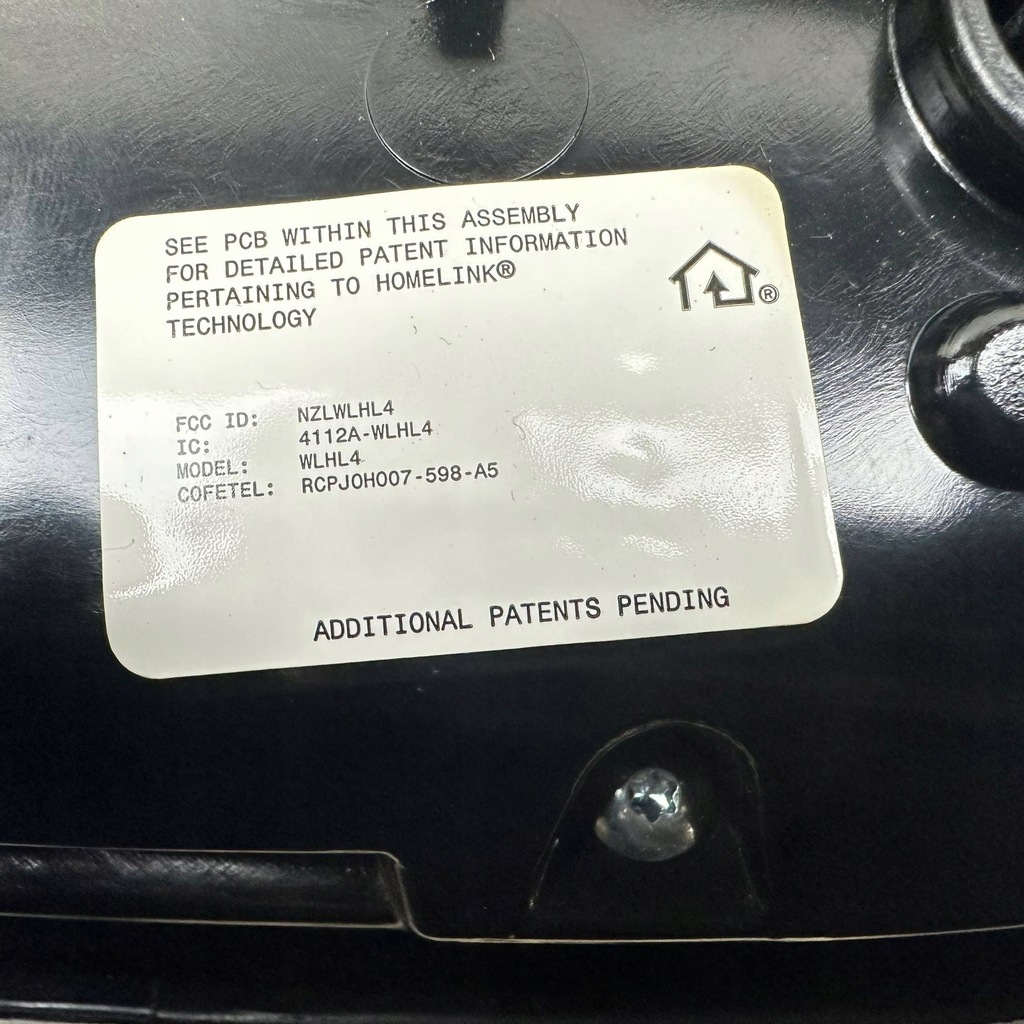 SEE PCB WITHIN THIS ASSEMBLY
FOR DETAILED PATENT INFORMATION
PERTAINING TO HOMELINK®
TECHNOLOGY
®
FCC ID: NZLWLHL4
IC: 4112A-WLHL4
MODEL: WLHL4
COFETEL: RCPJOH007-598-A5
ADDITIONAL PATENTS PENDING